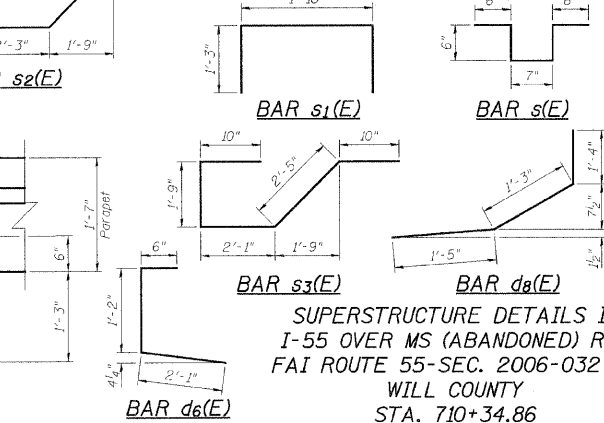 1'-10"
6"
6"
1'-3"
6"
7"
'-3"
1'-9"
s2(E)
BAR s1(E)
BAR s(E)
10"
10"
1'-9"
2'-5"
2'-1"
1'-9"
BAR s3(E)
1'-4"
1'-3"
7½"
1½"
1'-5"
BAR d8(E)
1'-7"
Parapet
6"
1'-3"
6"
1'-2"
4¼"
2'-1"
BAR d6(E)
SUPERSTRUCTURE DETAILS
I-55 OVER MS (ABANDONED) R
FAI ROUTE 55-SEC. 2006-032
WILL COUNTY
STA. 710+34.86